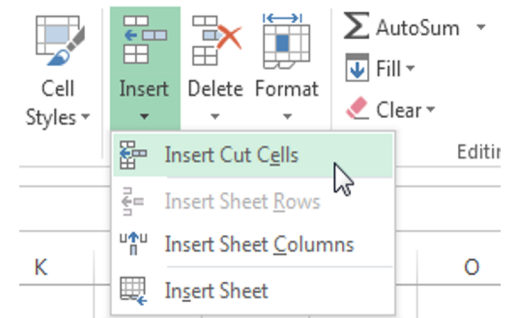 AutoSum
Fill
Clear
Cell
Styles
Insert
Delete
Format
Editin
Insert Cut Cells
Insert Sheet Rows
Insert Sheet Columns
Insert Sheet
K
O